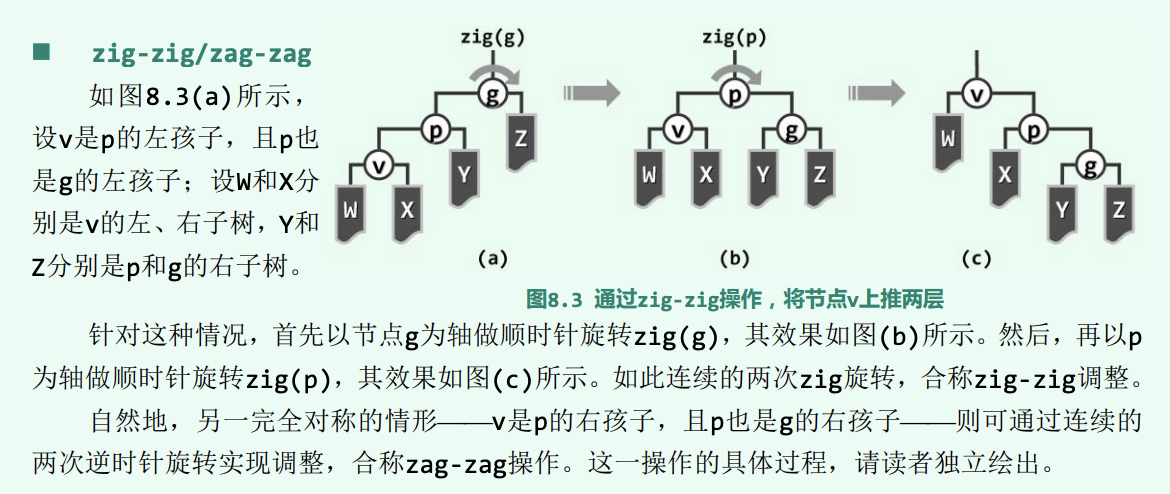 ■ zig-zig/zag-zag
如图8.3(a)所示,
设v是p的左孩子,且p也
是g的左孩子;设W和X分
别是v的左、右子树,Y和
Z分别是p和g的右子树。
zig(g)
g
p
Z
v
Y
W
X
(a)
zig(p)
p
v
g
W
X
Y
Z
(b)
v
W
p
X
g
Y
Z
(c)
图8.3 通过zig-zig操作,将节点v上推两层
针对这种情况,首先以节点g为轴做顺时针旋转zig(g),其效果如图(b)所示。然后,再以p
为轴做顺时针旋转zig(p),其效果如图(c)所示。如此连续的两次zig旋转,合称zig-zig调整。
自然地,另一完全对称的情形——v是p的右孩子,且p也是g的右孩子——则可通过连续的
两次逆时针旋转实现调整,合称zag-zag操作。这一操作的具体过程,请读者独立绘出。